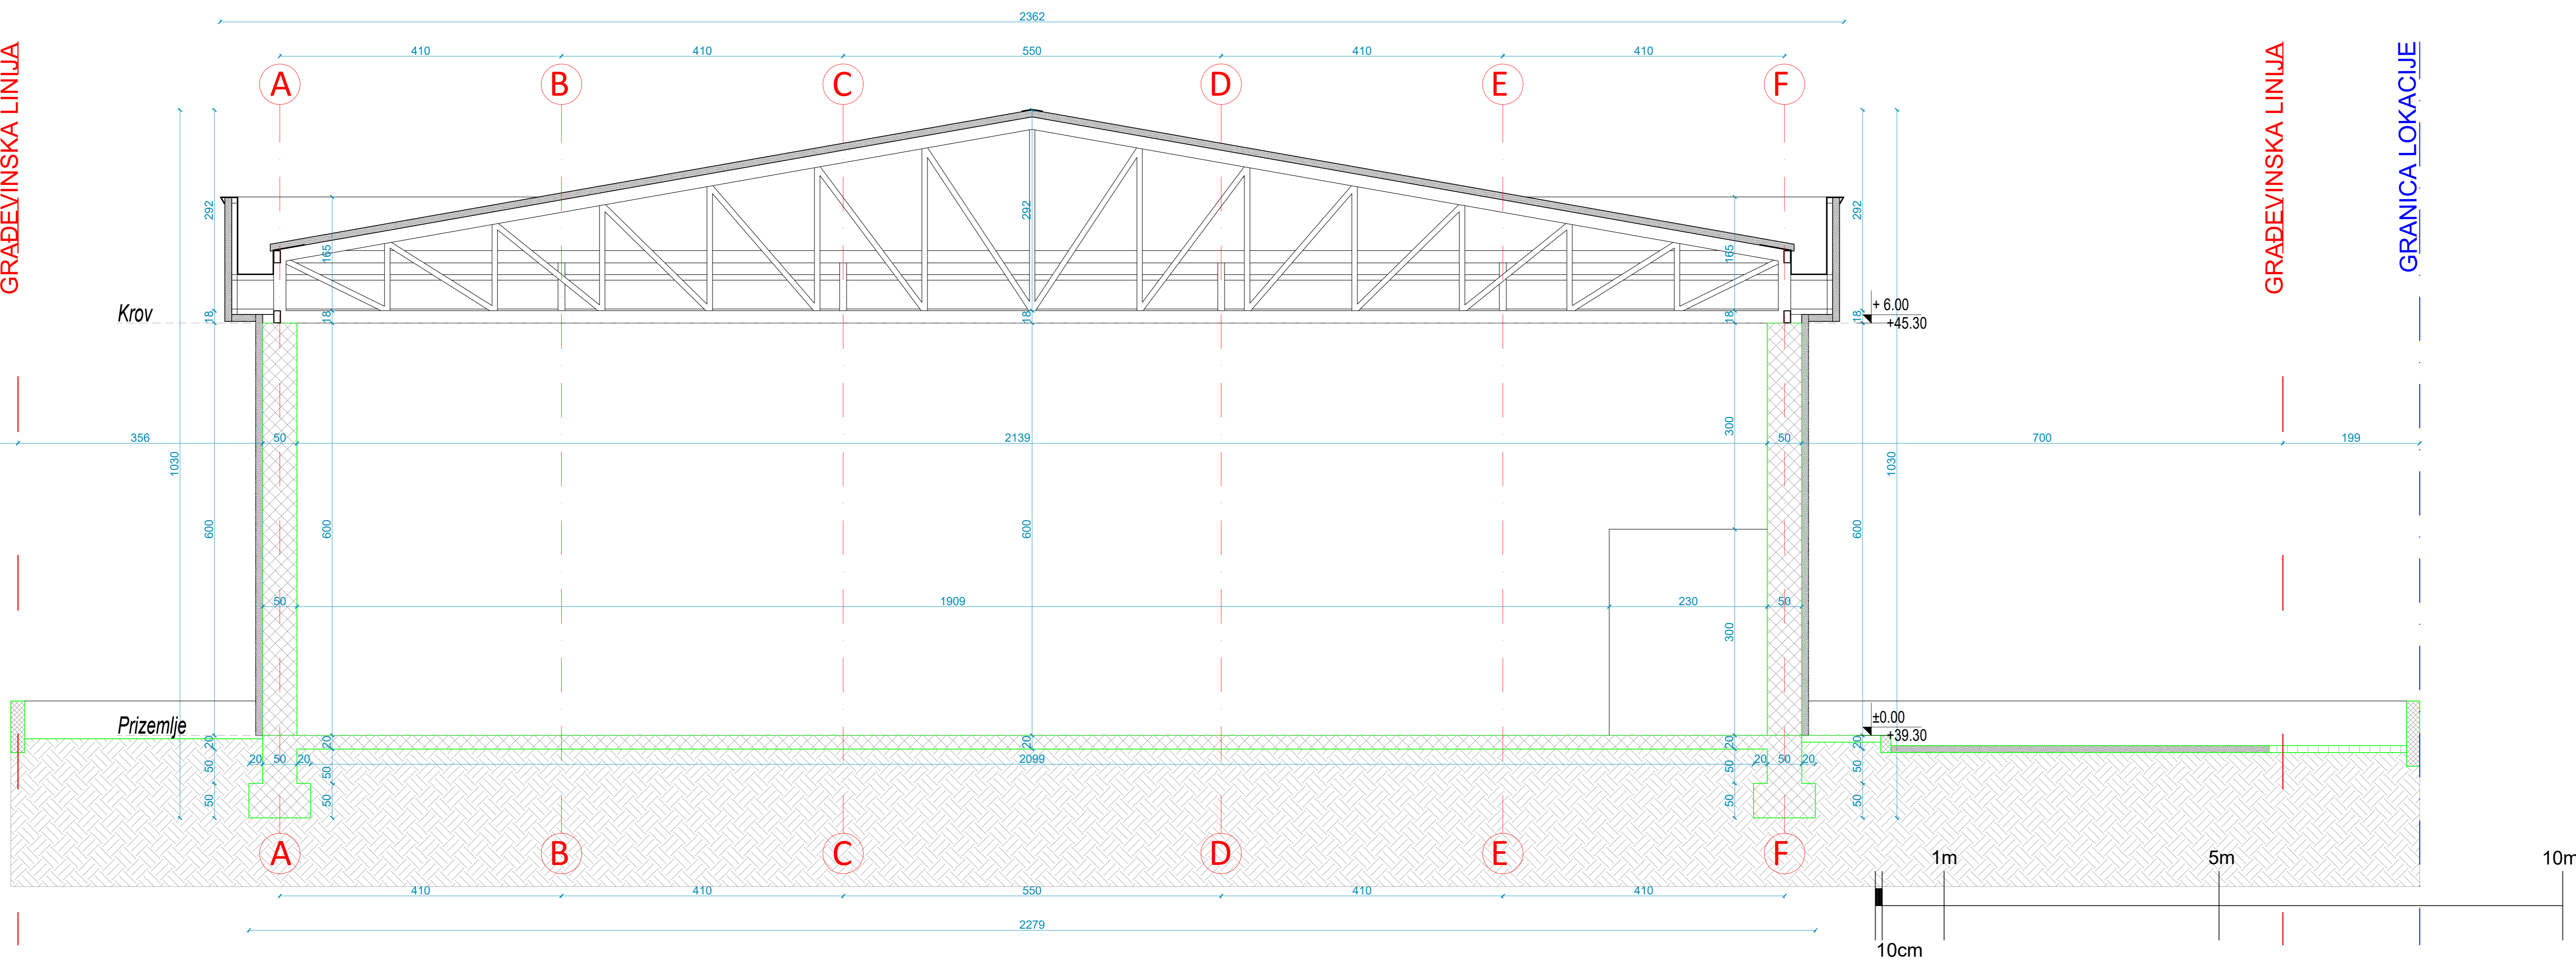 2362
410 410 550 410 410
GRAĐEVINSKA LINIJA
A B C D E F
GRAĐEVINSKA LINIJA
GRANICA LOKACIJE
292 292 292
165 165
Krov
18 18 18 18 18
+ 6.00
+45.30
300
356 50 2139 50 700 199
1030 1030
600 600 600 600
50 1909 230 50
300
Prizemlje
±0.00
+39.30
20 20 20 20 20
20 50 20 2099 20 50 20
50 50 50 50
50 50 50 50
A B C D E F
1m 5m 10m
410 410 550 410 410
2279
10cm